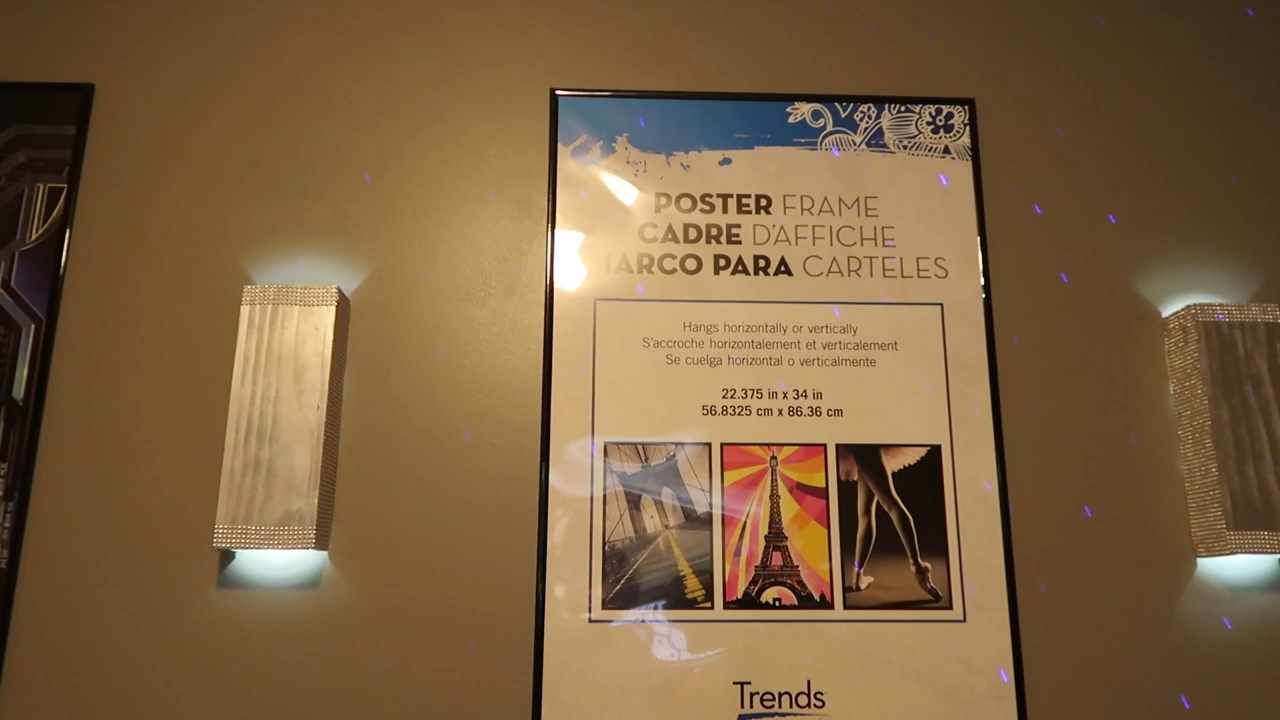 POSTER FRAME
CADRE D'AFFICHE
MARCO PARA CARTELES
Hangs horizontally or vertically
S'accroche horizontalement et verticalement
Se cuelga horizontal o verticalmente
22.375 in x 34 in
56.8325 cm x 86.36 cm
Trends